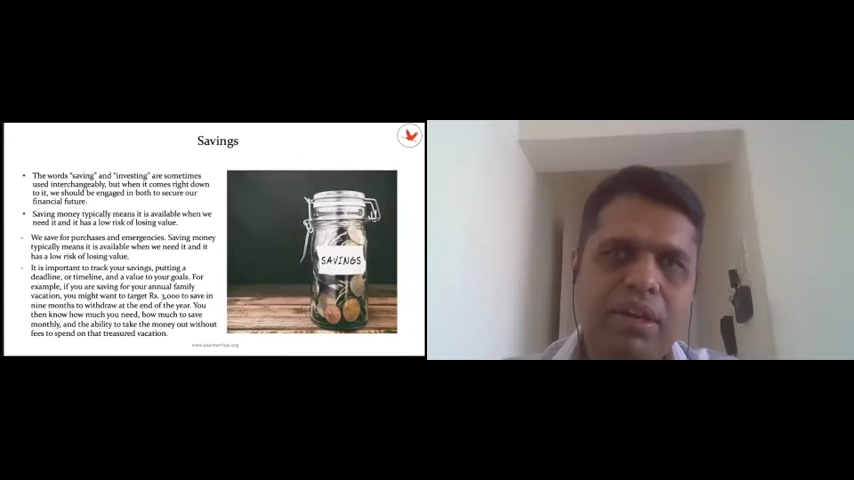 Savings
• The words "saving" and "investing" are sometimes
used interchangeably, but when it comes right down
to it, we should be engaged in both to secure our
financial future.
• Saving money typically means it is available when we
need it and it has a low risk of losing value.
• We save for purchases and emergencies. Saving money
typically means it is available when we need it and it
has a low risk of losing value.
• It is important to track your savings, putting a
deadline, or timeline, and a value to your goals. For
example, if you are saving for your annual family
vacation, you might want to target Rs. 3,000 to save in
nine months to withdraw at the end of the year. You
then know how much you need, how much to save
monthly, and the ability to take the money out without
fees to spend on that treasured vacation.
SAVINGS